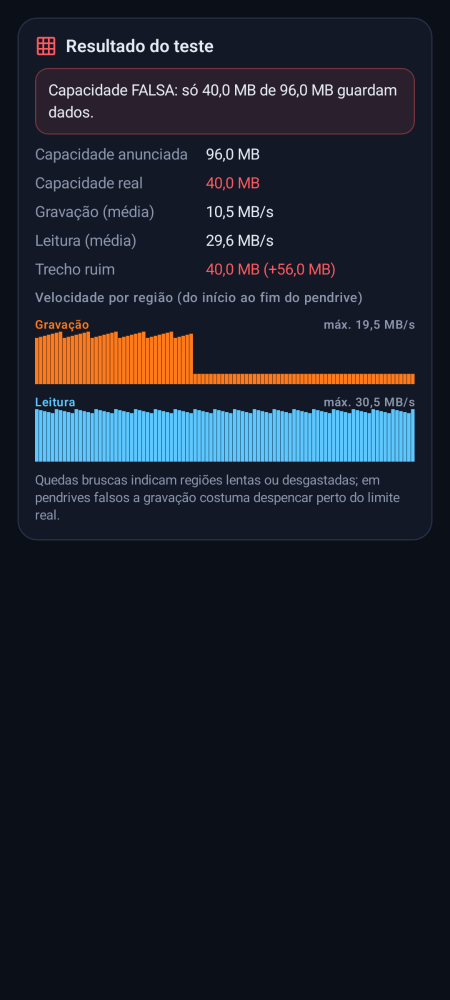 Resultado do teste
Capacidade FALSA: só 40,0 MB de 96,0 MB guardam
dados.
Capacidade anunciada 96,0 MB
Capacidade real 40,0 MB
Gravação (média) 10,5 MB/s
Leitura (média) 29,6 MB/s
Trecho ruim 40,0 MB (+56,0 MB)
Velocidade por região (do início ao fim do pendrive)
Gravação máx. 19,5 MB/s
Leitura máx. 30,5 MB/s
Quedas bruscas indicam regiões lentas ou desgastadas; em
pendrives falsos a gravação costuma despencar perto do limite
real.